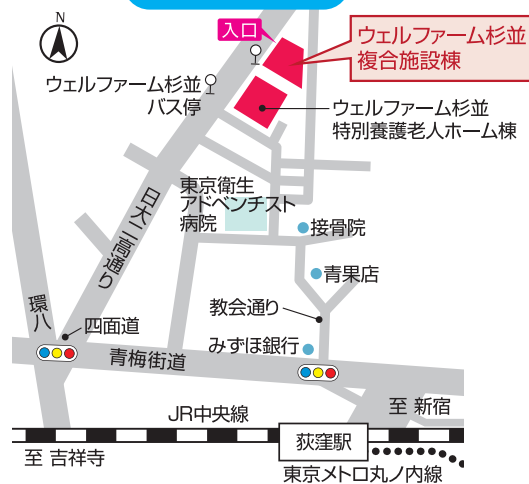 入口
ウェルファーム杉並
複合施設棟
ウェルファーム杉並
バス停
ウェルファーム杉並
特別養護老人ホーム棟
東京衛生
アドベンチスト
病院
日大二高通り
接骨院
青果店
教会通り
環八
四面道
みずほ銀行
青梅街道
至 新宿
JR中央線
荻窪駅
至 吉祥寺
東京メトロ丸ノ内線
N